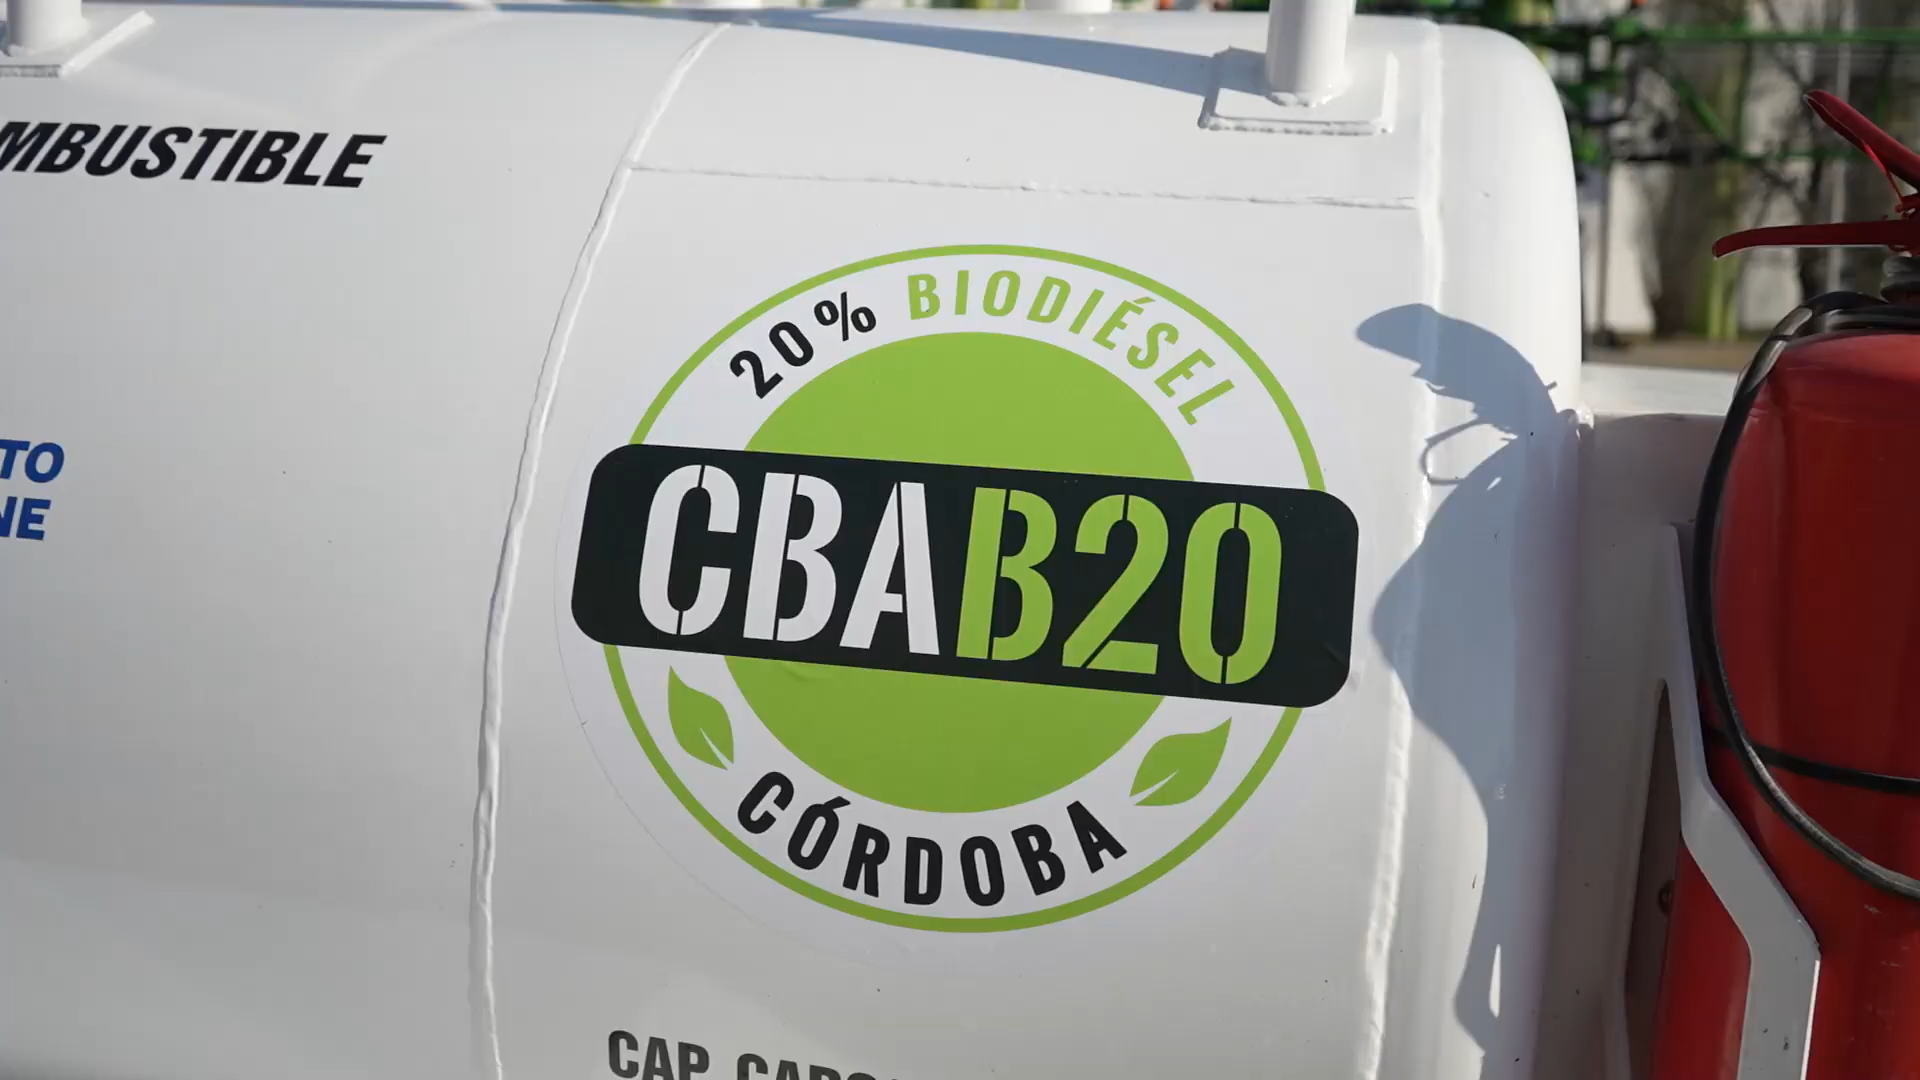 MBUSTIBLE
20% BIODIÉSEL
TO
NE
CBAB20
CÓRDOBA
CAP